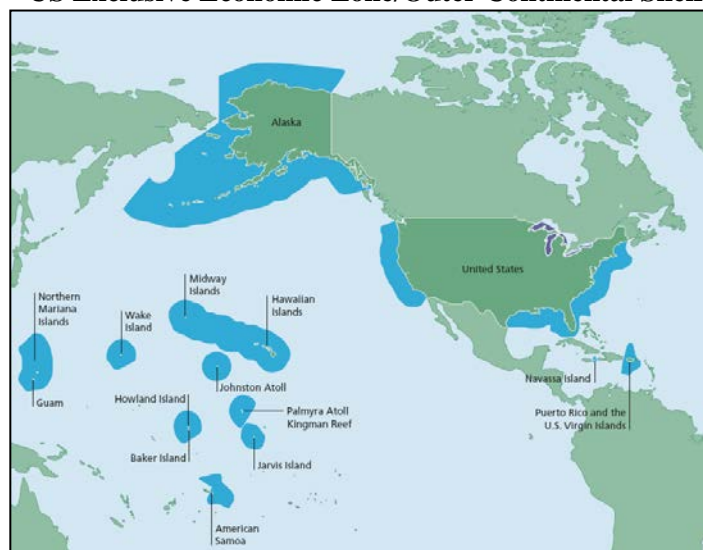 US Exclusive Economic Zone/Outer Continental Shelf
Alaska
United States
Midway
Islands
Hawaiian
Islands
Northern
Mariana
Islands
Wake
Island
Guam
Johnston Atoll
Howland Island
Baker Island
Palmyra Atoll
Kingman Reef
Jarvis Island
American
Samoa
Navassa Island
Puerto Rico and the
U.S. Virgin Islands